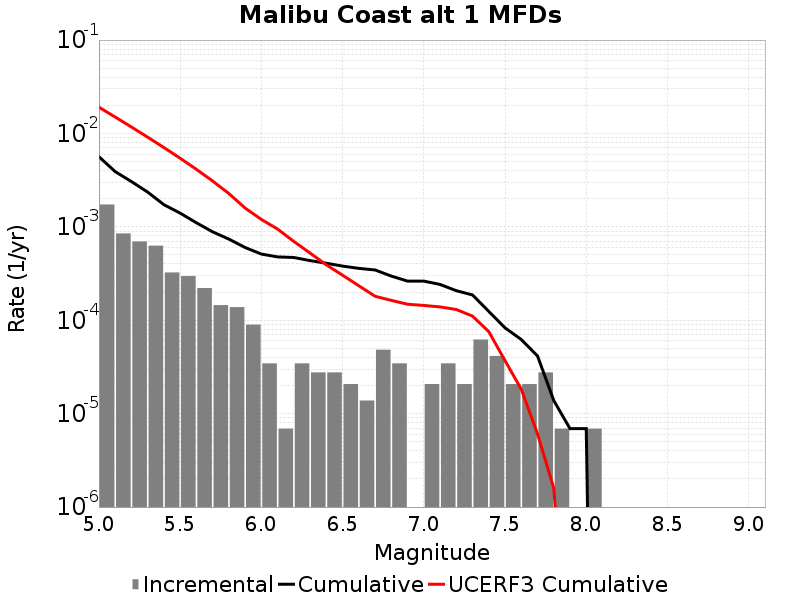 Malibu Coast alt 1 MFDs
10-1
10-2
10-3
10-4
10-5
10-6
Rate (1/yr)
5.0 5.5 6.0 6.5 7.0 7.5 8.0 8.5 9.0
Magnitude
Incremental Cumulative UCERF3 Cumulative